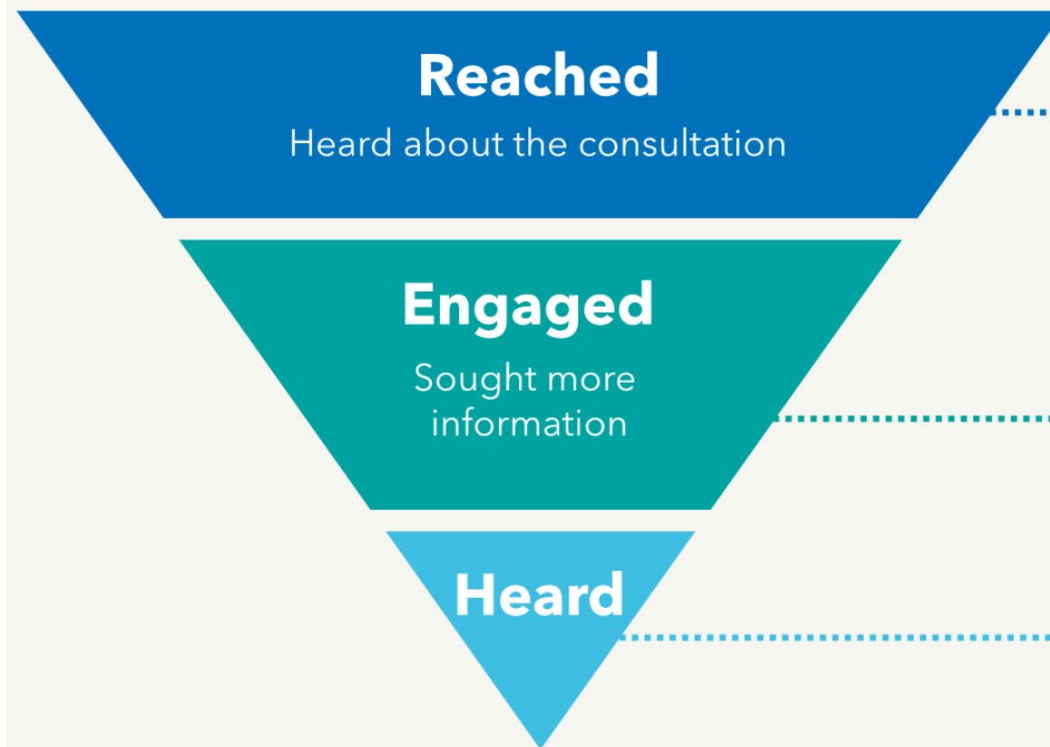 Reached
Heard about the consultation
Engaged
Sought more
information
Heard